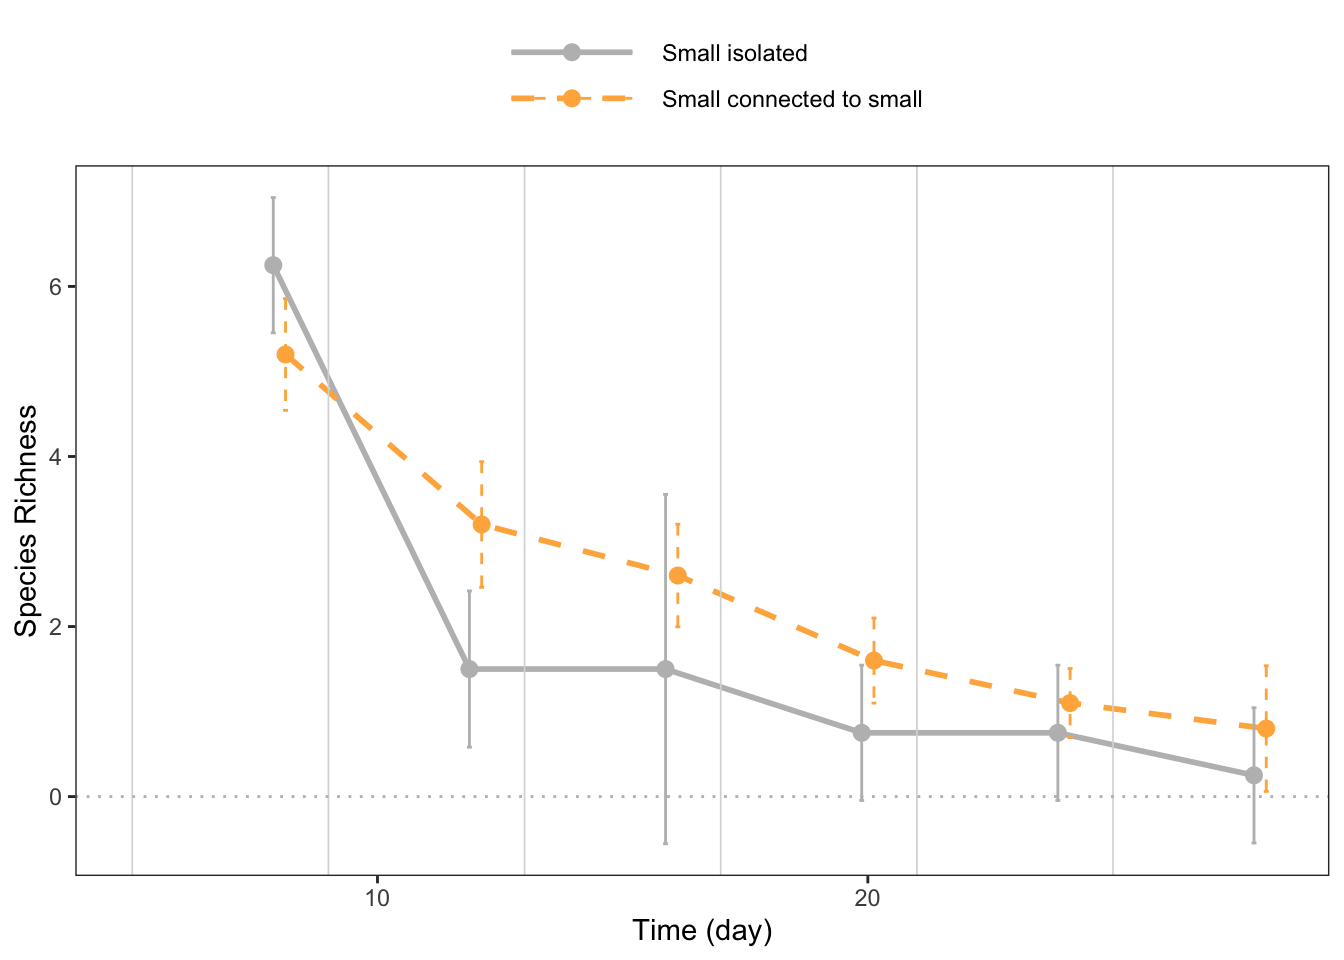 Small isolated
Small connected to small
6
4
2
0
Species Richness
10 20
Time (day)